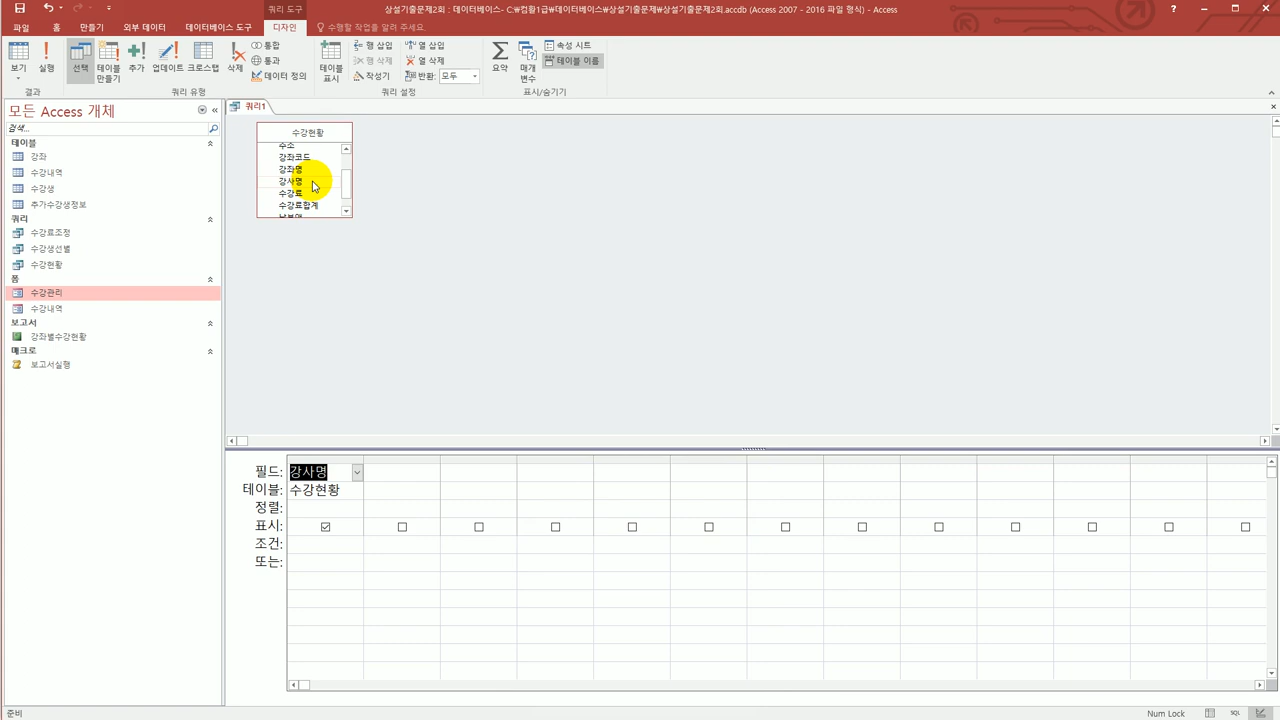 쿼리 도구
상설기출문제2회 : 데이터베이스- C:₩컴활1급₩데이터베이스₩상설기출문제₩상설기출문제2회.accdb (Access 2007 - 2016 파일 형식) - Access
파일 홈 만들기 외부 데이터 데이터베이스 도구 디자인 수행할 작업을 알려 주세요.
보기
실행
선택
테이블 만들기
추가
업데이트
크로스탭
삭제
통합
통과
데이터 정의
테이블 표시
행 삽입
행 삭제
작성기
열 삽입
열 삭제
반환: 모두
요약
매개 변수
속성 시트
테이블 이름
결과
쿼리 유형
쿼리 설정
표시/숨기기
모든 Access 개체
검색...
테이블
강좌
수강내역
수강생
추가수강생정보
쿼리
수강료조정
수강생선별
수강현황
폼
수강관리
수강내역
보고서
강좌별수강현황
매크로
보고서실행
쿼리1
수강현황
주소
강좌코드
강좌명
강사명
수강료
수강료합계
필드: 강사명
테이블: 수강현황
정렬:
표시:
조건:
또는:
준비
Num Lock
SQL